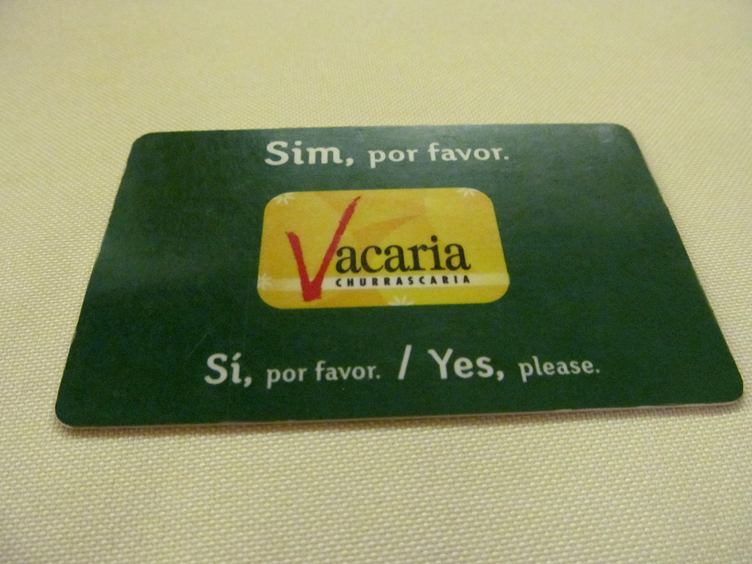 Sim, por favor.
Vacaria
CHURRASCARIA
Sí, por favor. / Yes, please.